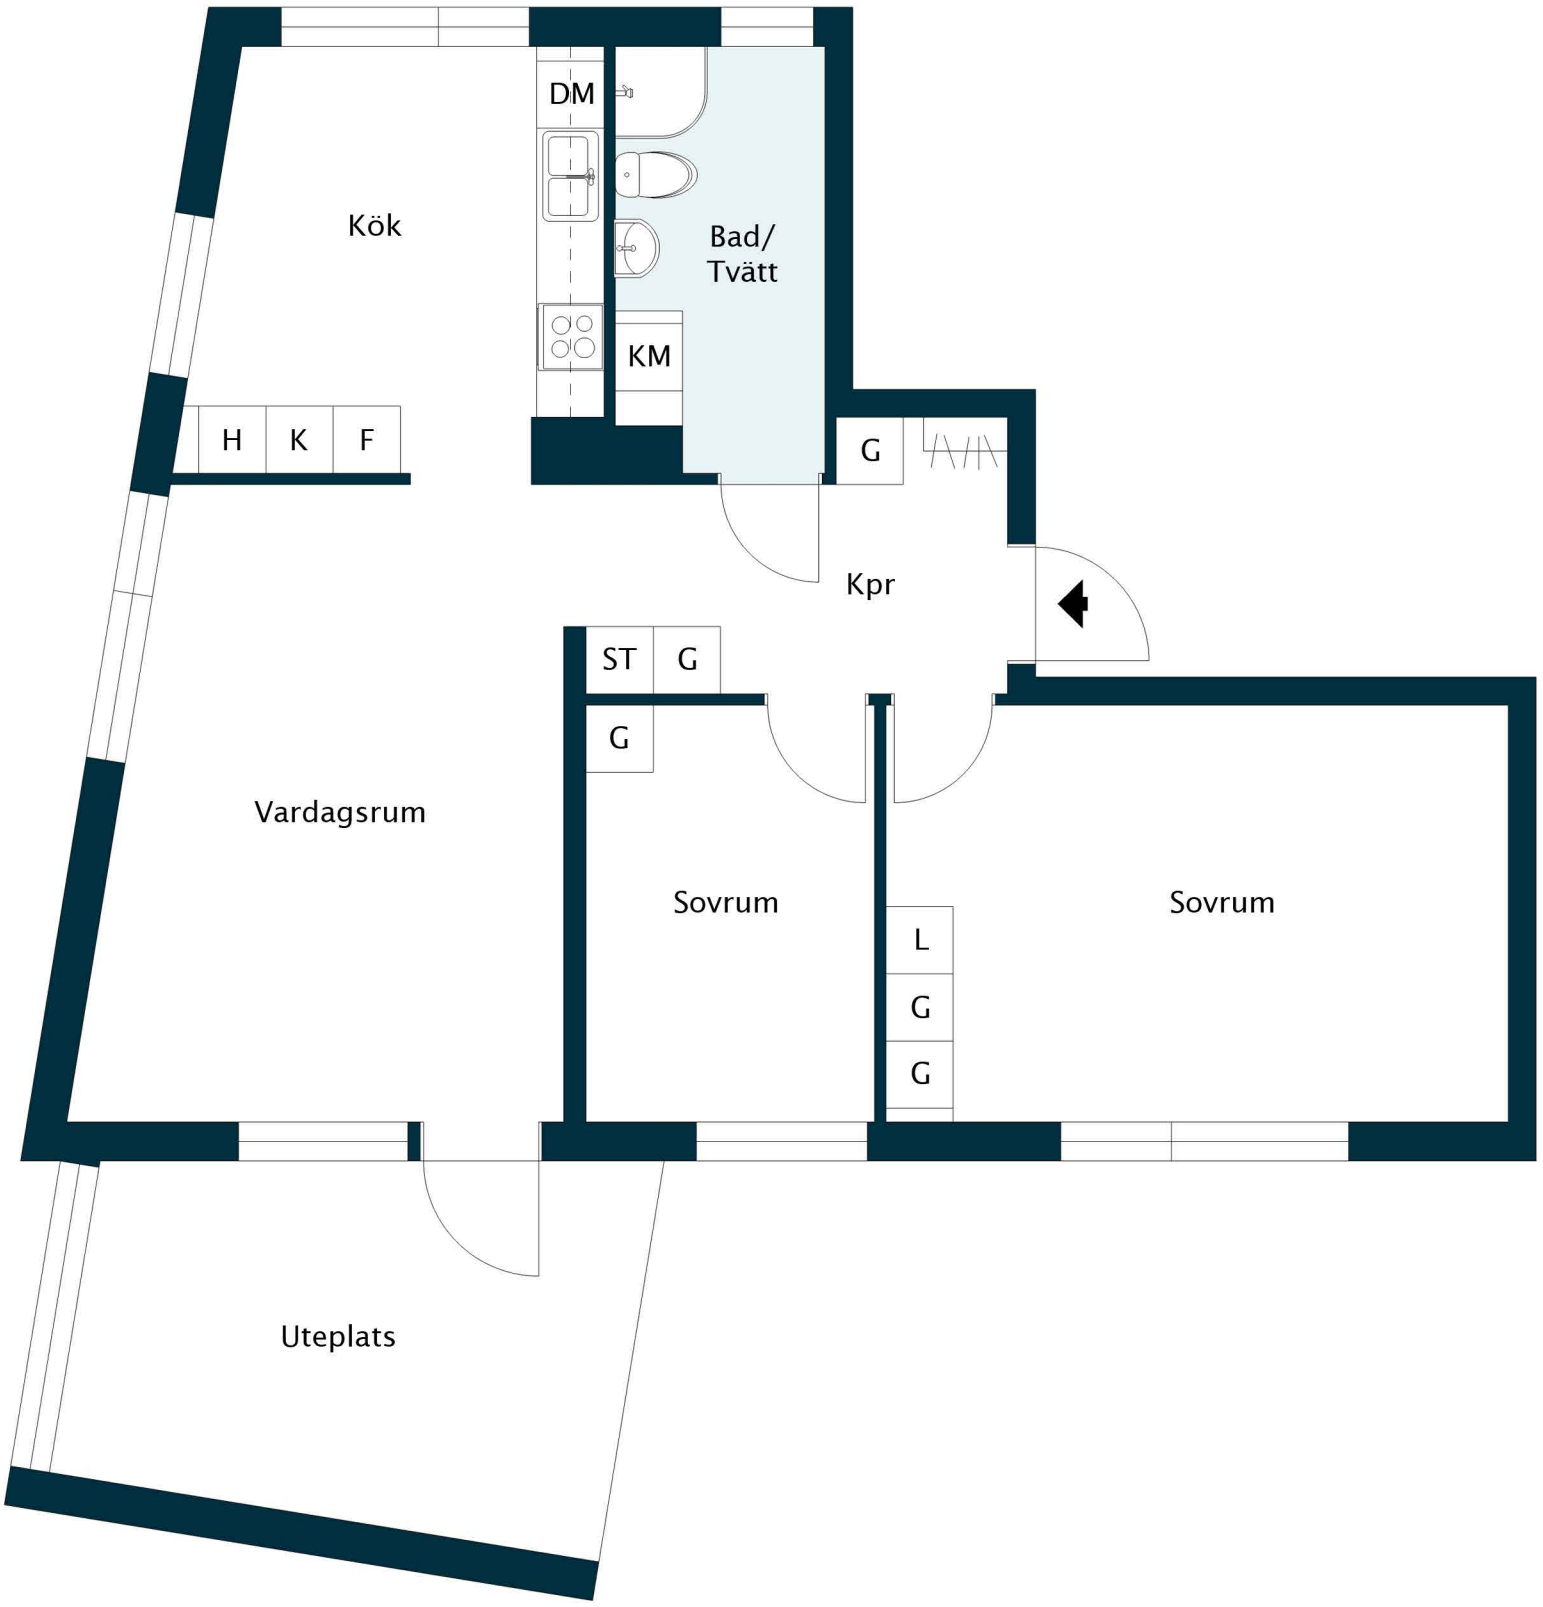 DM
Kök
Bad/
Tvätt
KM
H K F
G
Kpr
ST G
G
Vardagsrum
Sovrum
Sovrum
L
G
G
Uteplats